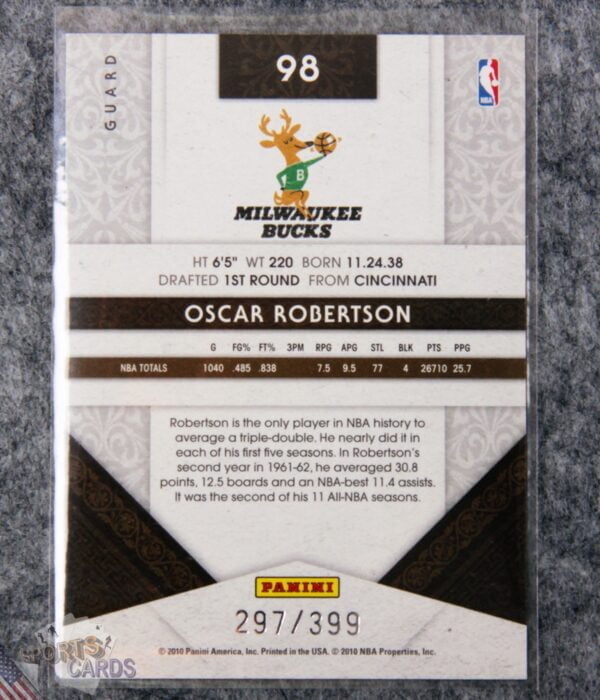 98
GUARD
NBA
B
MILWAUKEE
BUCKS
HT 6'5" WT 220 BORN 11.24.38
DRAFTED 1ST ROUND FROM CINCINNATI
OSCAR ROBERTSON
G FG% FT% 3PM RPG APG STL BLK PTS PPG
NBA TOTALS 1040 .485 .838 7.5 9.5 77 4 26710 25.7
Robertson is the only player in NBA history to
average a triple-double. He nearly did it in
each of his first five seasons. In Robertson's
second year in 1961-62, he averaged 30.8
points, 12.5 boards and an NBA-best 11.4 assists.
It was the second of his 11 All-NBA seasons.
PANINI
297/399
© 2010 Panini America, Inc. Printed in the USA. © 2010 NBA Properties, Inc.
SPORTS
CARDS